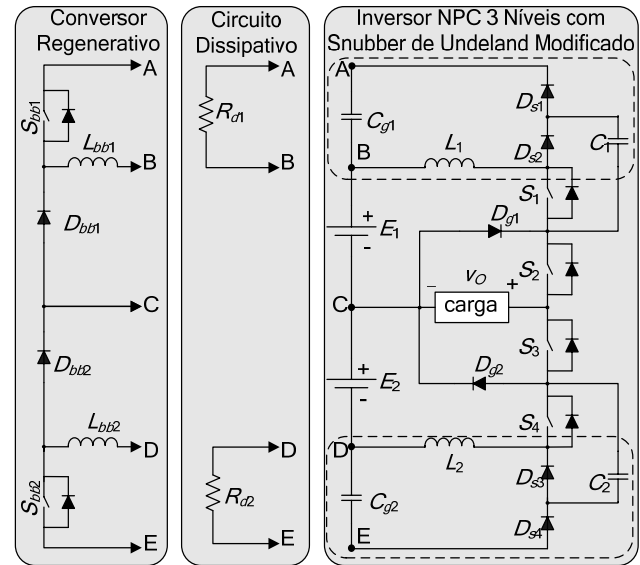 Conversor
Regenerativo
A
Sbb1
Lbb1
B
Dbb1
C
Dbb2
Lbb2
D
Sbb2
E
Circuito
Dissipativo
A
Rd1
B
D
Rd2
E
Inversor NPC 3 Níveis com
Snubber de Undeland Modificado
A
Ds1
Cg1
C1
B
L1
Ds2
S1
Dg1
+
E1
-
S2
vO
- +
C
carga
S3
Dg2
+
E2
-
S4
D
L2
Ds3
C2
Cg2
Ds4
E